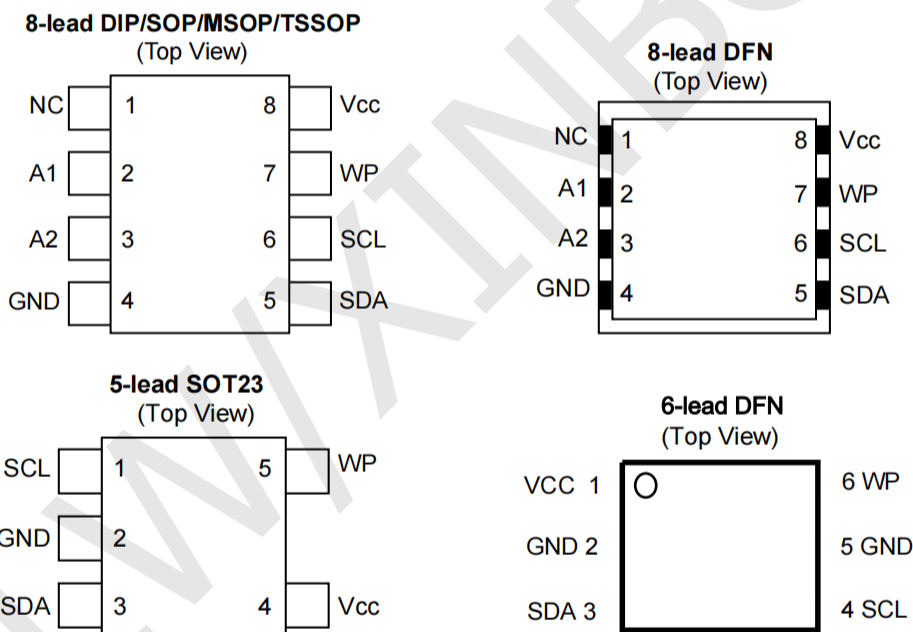 8-lead DIP/SOP/MSOP/TSSOP
(Top View)
NC 1 8 Vcc
A1 2 7 WP
A2 3 6 SCL
GND 4 5 SDA
8-lead DFN
(Top View)
NC 1 8 Vcc
A1 2 7 WP
A2 3 6 SCL
GND 4 5 SDA
5-lead SOT23
(Top View)
SCL 1 5 WP
GND 2
SDA 3 4 Vcc
6-lead DFN
(Top View)
VCC 1 6 WP
GND 2 5 GND
SDA 3 4 SCL
W/XINB